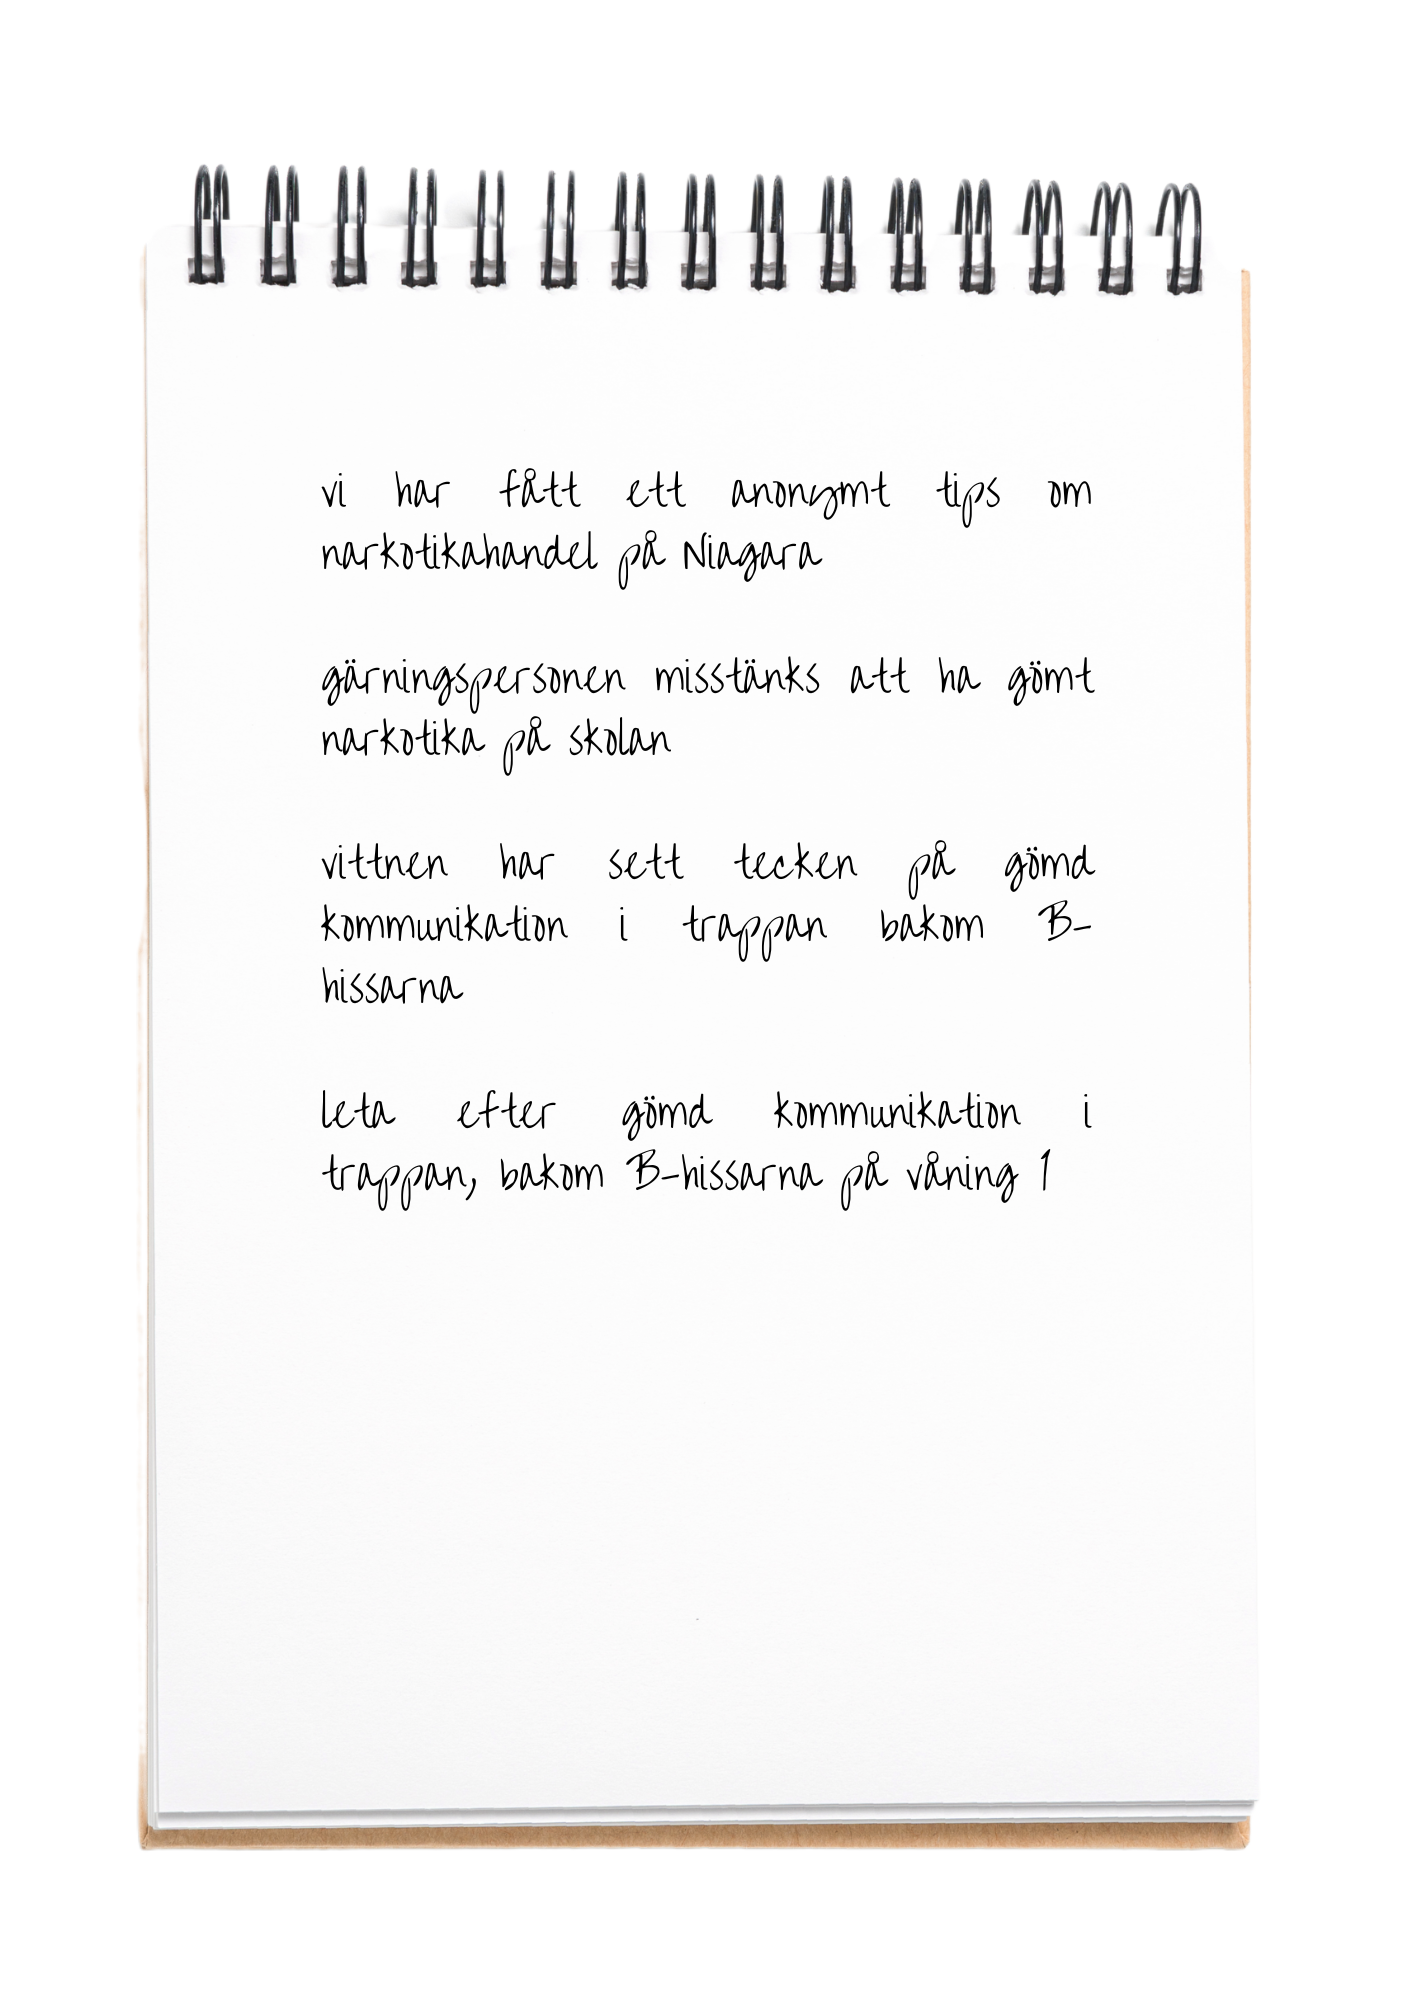 vi har fått ett anonymt tips om
narkotikahandel på Niagara
gärningspersonen misstänks att ha gömt
narkotika på skolan
vittnen har sett tecken på gömd
kommunikation i trappan bakom B-
hissarna
leta efter gömd kommunikation i
trappan, bakom B-hissarna på våning 1